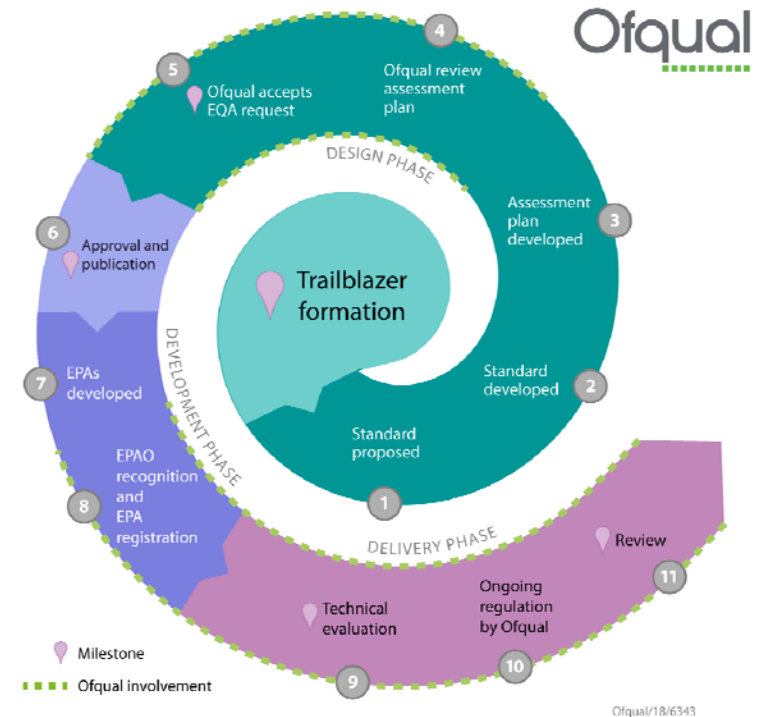 Ofqual
Trailblazer
formation
1
Standard
proposed
2
Standard
developed
3
Assessment
plan
developed
4
Ofqual review
assessment
plan
5
Ofqual accepts
EQA request
DESIGN PHASE
6
Approval and
publication
7
EPAs
developed
8
EPAO
recognition
and
EPA
registration
DEVELOPMENT PHASE
9
Technical
evaluation
10
Ongoing
regulation
by Ofqual
11
Review
DELIVERY PHASE
Milestone
Ofqual involvement
Ofqual/18/6343